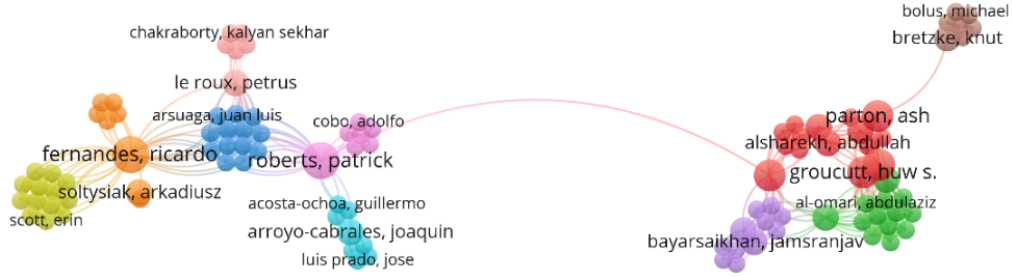 bolus, michael
bretzke, knut
chakraborty, kalyan sekhar
le roux, petrus
arsuaga, juan luis
cobo, adolfo
parton, ash
alsharekh, abdullah
fernandes, ricardo
roberts, patrick
groucutt, huw s.
soltysiak, arkadiusz
acosta-ochoa, guillermo
al-omari, abdulaziz
scott, erin
arroyo-cabrales, joaquin
bayarsaikhan, jamsranjav
luis prado, jose